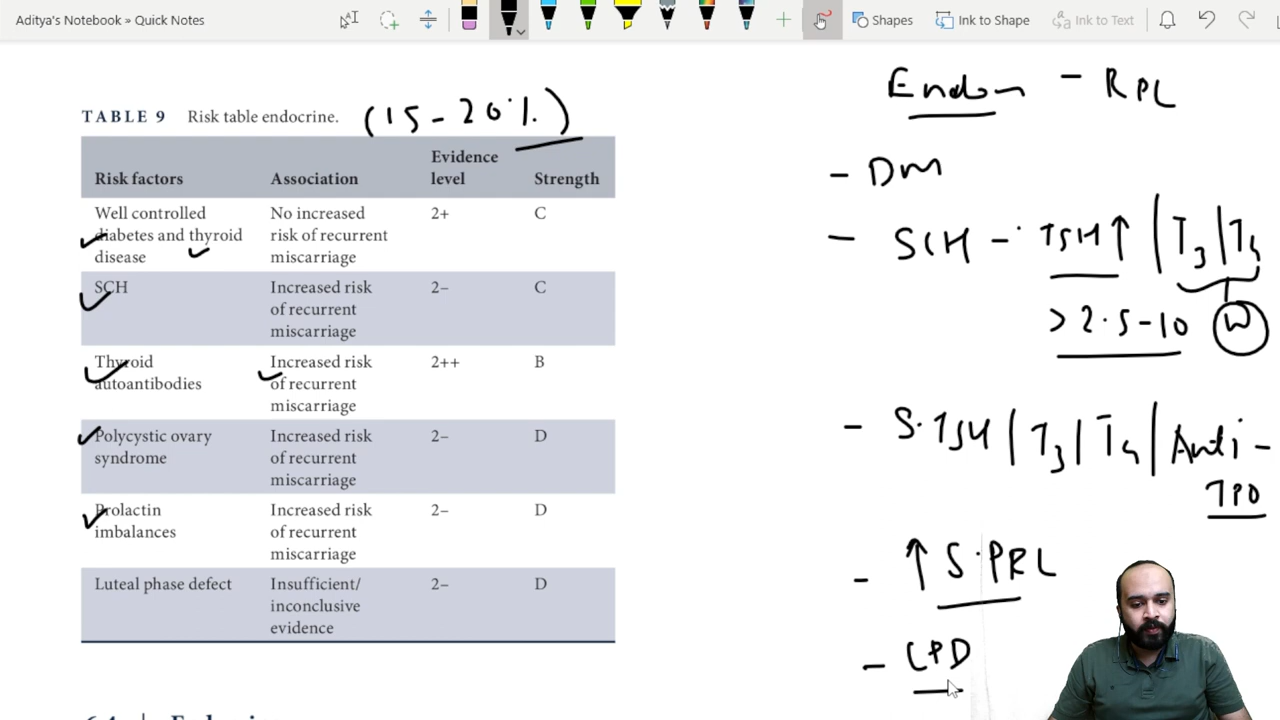 Aditya's Notebook » Quick Notes
Shapes
Ink to Shape
Ink to Text
TABLE 9 Risk table endocrine. (15-20%)
Risk factors Association Evidence level Strength
Well controlled diabetes and thyroid disease No increased risk of recurrent miscarriage 2+ C
SCH Increased risk of recurrent miscarriage 2– C
Thyroid autoantibodies Increased risk of recurrent miscarriage 2++ B
Polycystic ovary syndrome Increased risk of recurrent miscarriage 2– D
Prolactin imbalances Increased risk of recurrent miscarriage 2– D
Luteal phase defect Insufficient/ inconclusive evidence 2– D
- RPL
- DM
- SCH - TSH ↑ | T3 | T4
> 2.5-10 N
- S.TSH | T3 | T4 | Anti-
TPO
- ↑ S.PRL
- LPD